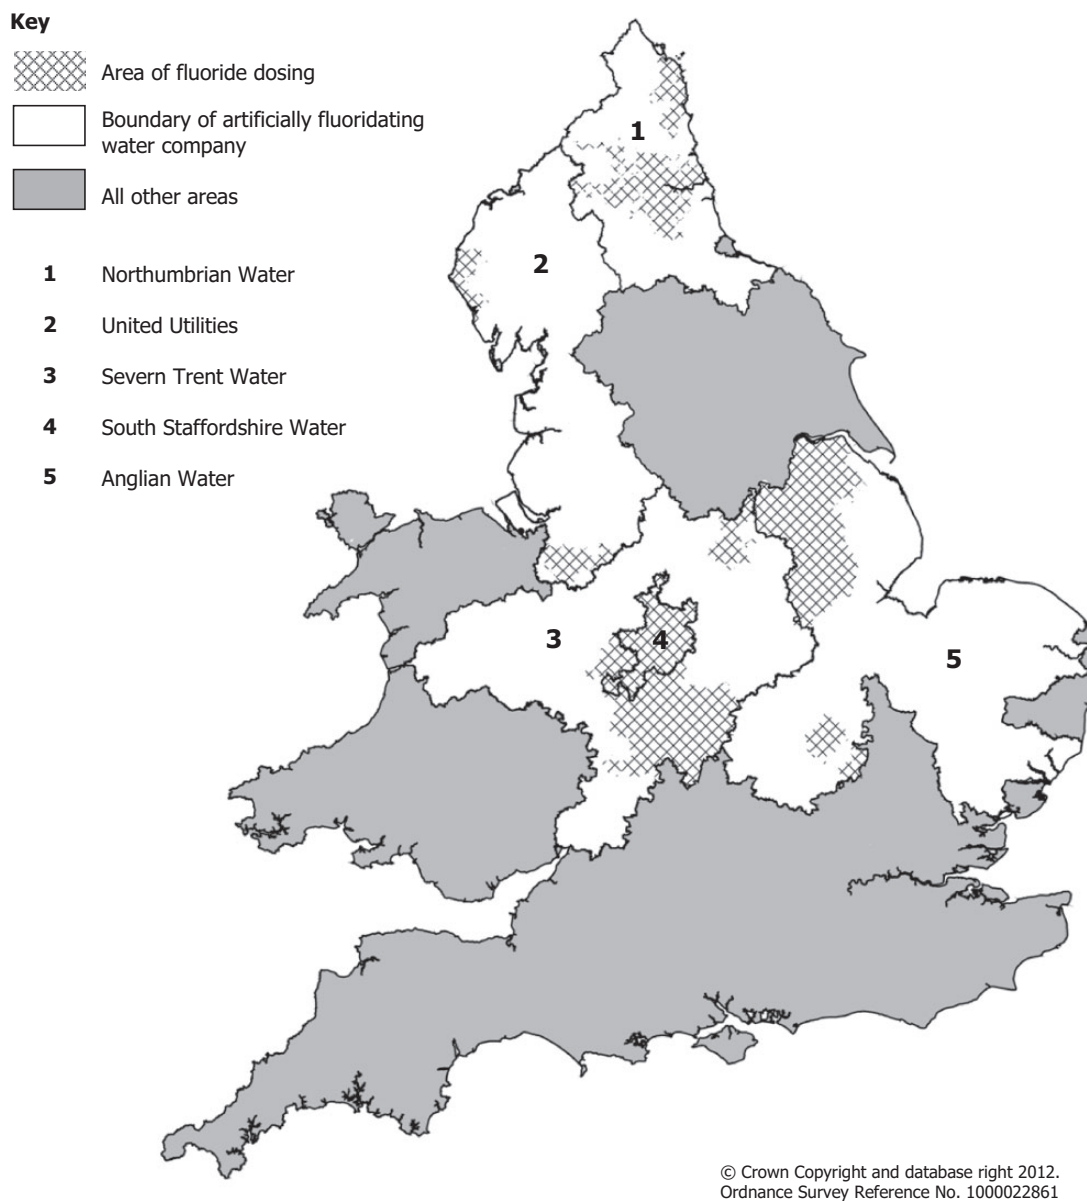 Key
Area of fluoride dosing
Boundary of artificially fluoridating
water company
All other areas
1 Northumbrian Water
2 United Utilities
3 Severn Trent Water
4 South Staffordshire Water
5 Anglian Water
1
2
3
4
5
© Crown Copyright and database right 2012.
Ordnance Survey Reference No. 1000022861